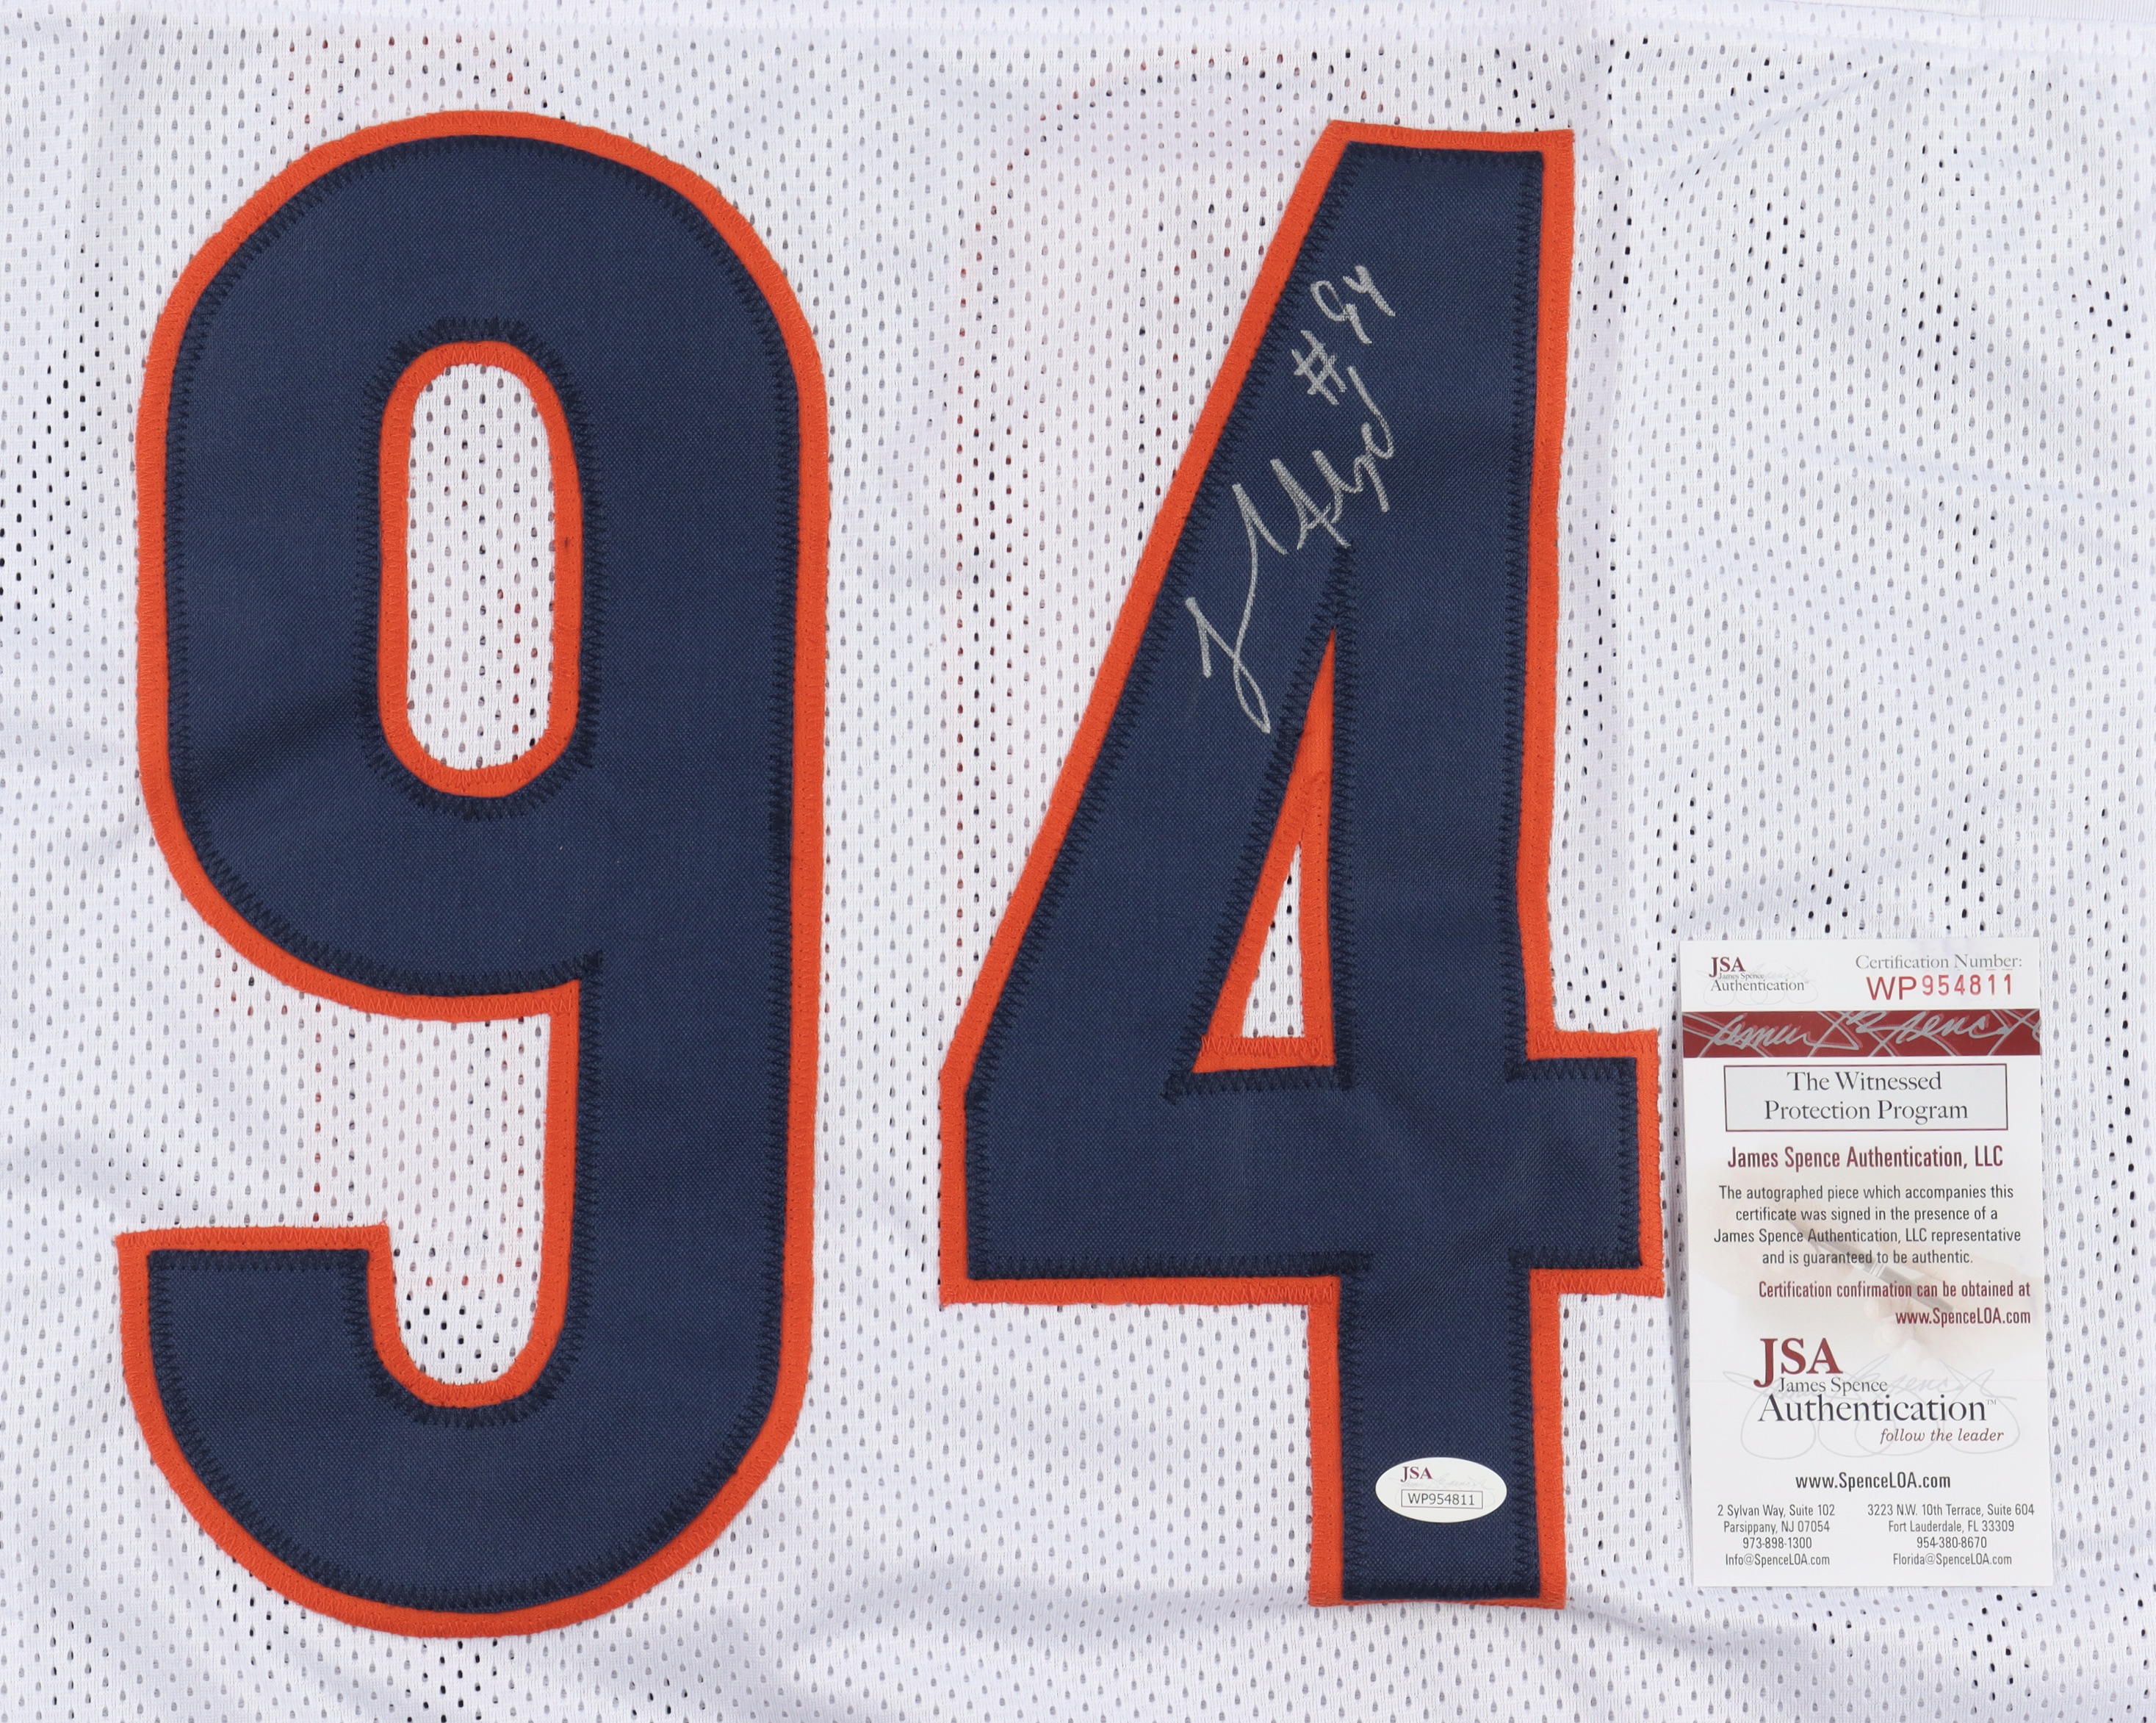 94
#94
JSA
James Spence
Authentication™
Certification Number:
WP954811
James Spence
The Witnessed
Protection Program
James Spence Authentication, LLC
The autographed piece which accompanies this
certificate was signed in the presence of a
James Spence Authentication, LLC representative
and is guaranteed to be authentic.
Certification confirmation can be obtained at
www.SpenceLOA.com
JSA
James Spence
Authentication™
follow the leader
www.SpenceLOA.com
2 Sylvan Way, Suite 102
Parsippany, NJ 07054
973-898-1300
Info@SpenceLOA.com
3223 N.W. 10th Terrace, Suite 604
Fort Lauderdale, FL 33309
954-380-8670
Florida@SpenceLOA.com
JSA
WP954811